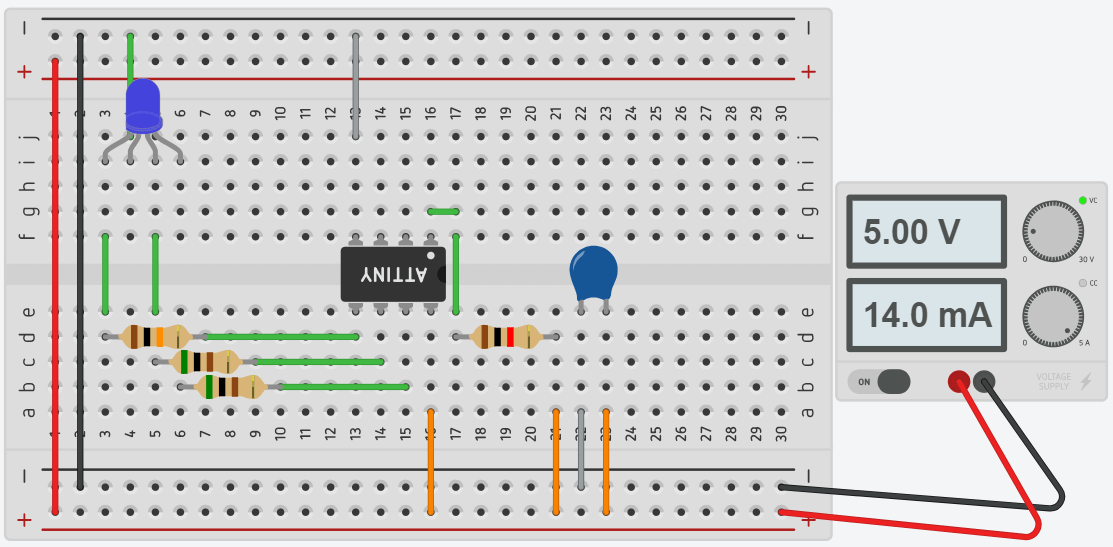 − −
+ +
1 2 3 6 7 8 9 10 11 12 13 14 15 16 17 18 19 20 21 22 23 24 25 26 27 28 29 30
j j
i i
h h
g g
f f
ATTINY
e e
d d
c c
b b
a a
1 2 3 4 5 6 7 8 9 10 11 12 13 14 15 16 17 18 19 20 21 22 23 24 25 26 27 28 29 30
− −
+ +
5.00 V
VC
0 30 V
14.0 mA
CC
0 5 A
ON
VOLTAGE
SUPPLY